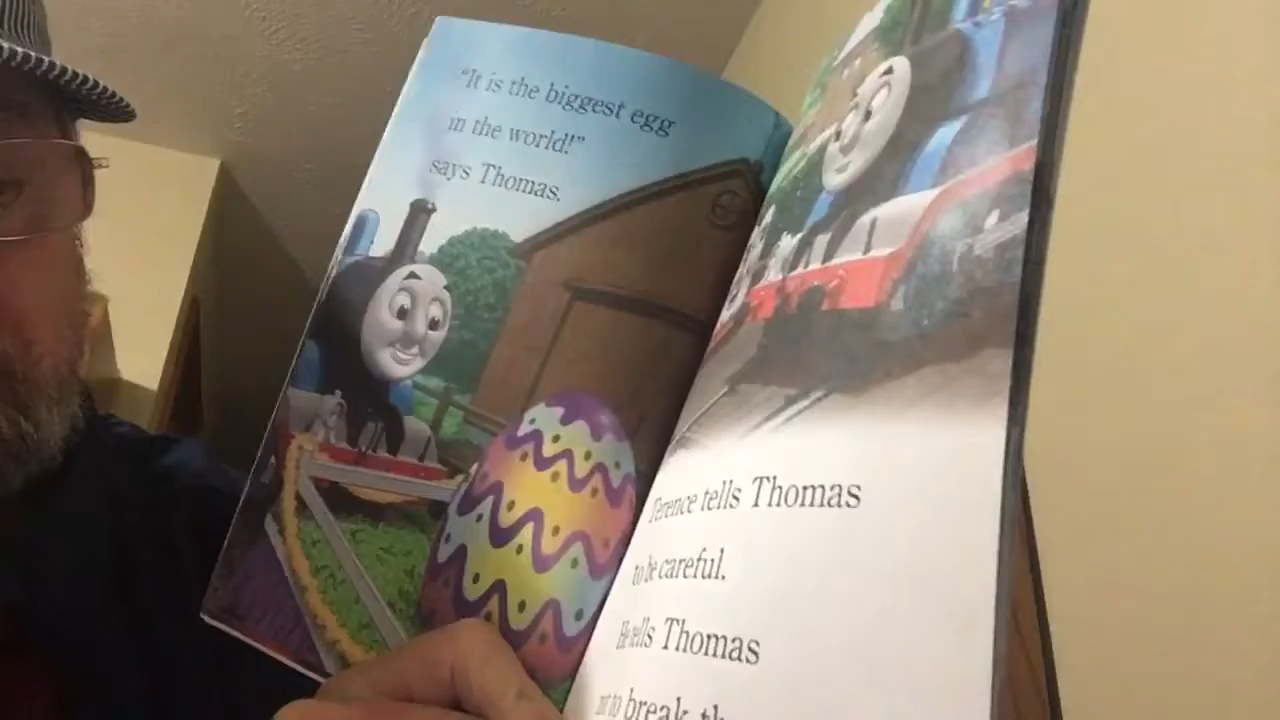 "It is the biggest egg
in the world!"
says Thomas.
Terence tells Thomas
to be careful.
He tells Thomas
not to break